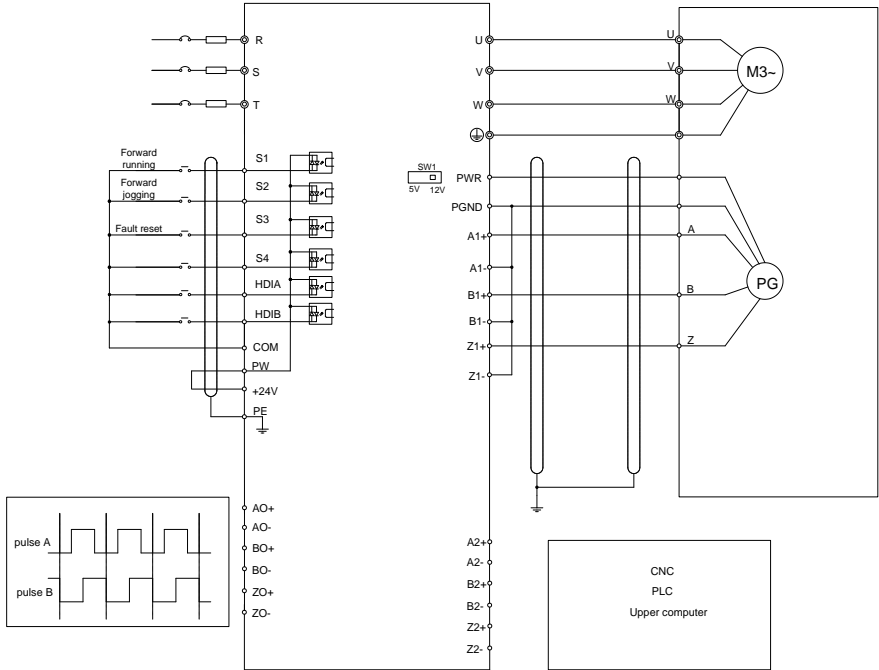 R
S
T
U
V
W
U
V
W
M3~
Forward
running
Forward
jogging
Fault reset
S1
S2
S3
S4
HDIA
HDIB
COM
PW
+24V
PE
SW1
5V 12V
PWR
PGND
A1+
A1-
B1+
B1-
Z1+
Z1-
A
B
Z
PG
pulse A
pulse B
AO+
AO-
BO+
BO-
ZO+
ZO-
A2+
A2-
B2+
B2-
Z2+
Z2-
CNC
PLC
Upper computer